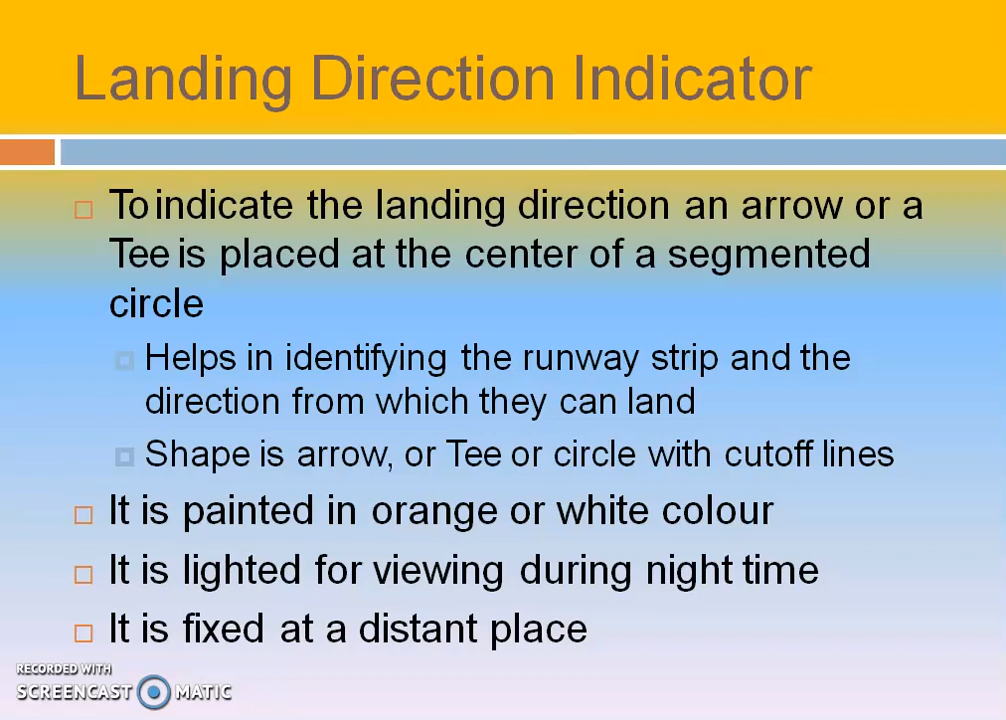 Landing Direction Indicator
To indicate the landing direction an arrow or a
Tee is placed at the center of a segmented
circle
Helps in identifying the runway strip and the
direction from which they can land
Shape is arrow, or Tee or circle with cutoff lines
It is painted in orange or white colour
It is lighted for viewing during night time
It is fixed at a distant place
RECORDED WITH
SCREENCAST MATIC